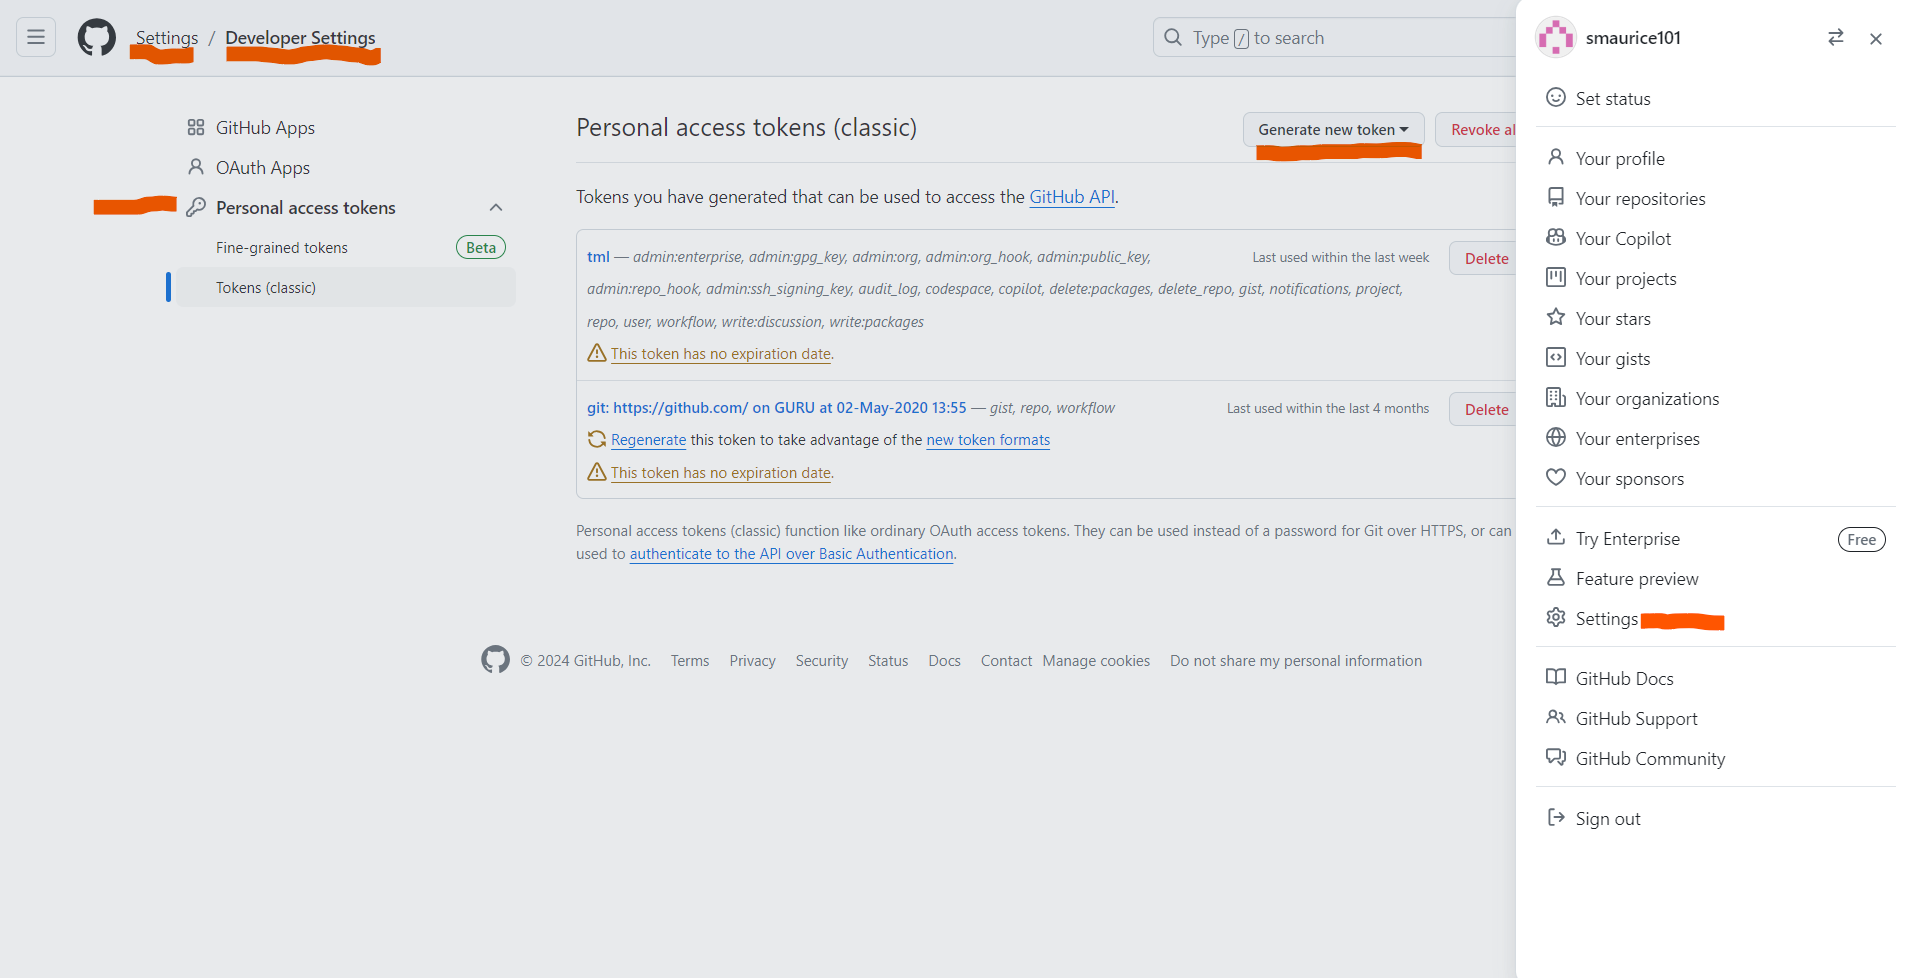 Settings / Developer Settings
Type / to search
GitHub Apps
OAuth Apps
Personal access tokens
Fine-grained tokens Beta
Tokens (classic)
Personal access tokens (classic)
Generate new token
Revoke al
Tokens you have generated that can be used to access the GitHub API.
tml — admin:enterprise, admin:gpg_key, admin:org, admin:org_hook, admin:public_key,
admin:repo_hook, admin:ssh_signing_key, audit_log, codespace, copilot, delete:packages, delete_repo, gist, notifications, project,
repo, user, workflow, write:discussion, write:packages
Last used within the last week
Delete
This token has no expiration date.
git: https://github.com/ on GURU at 02-May-2020 13:55 — gist, repo, workflow
Last used within the last 4 months
Delete
Regenerate this token to take advantage of the new token formats
This token has no expiration date.
Personal access tokens (classic) function like ordinary OAuth access tokens. They can be used instead of a password for Git over HTTPS, or can
used to authenticate to the API over Basic Authentication.
© 2024 GitHub, Inc. Terms Privacy Security Status Docs Contact Manage cookies Do not share my personal information
smaurice101
Set status
Your profile
Your repositories
Your Copilot
Your projects
Your stars
Your gists
Your organizations
Your enterprises
Your sponsors
Try Enterprise Free
Feature preview
Settings
GitHub Docs
GitHub Support
GitHub Community
Sign out